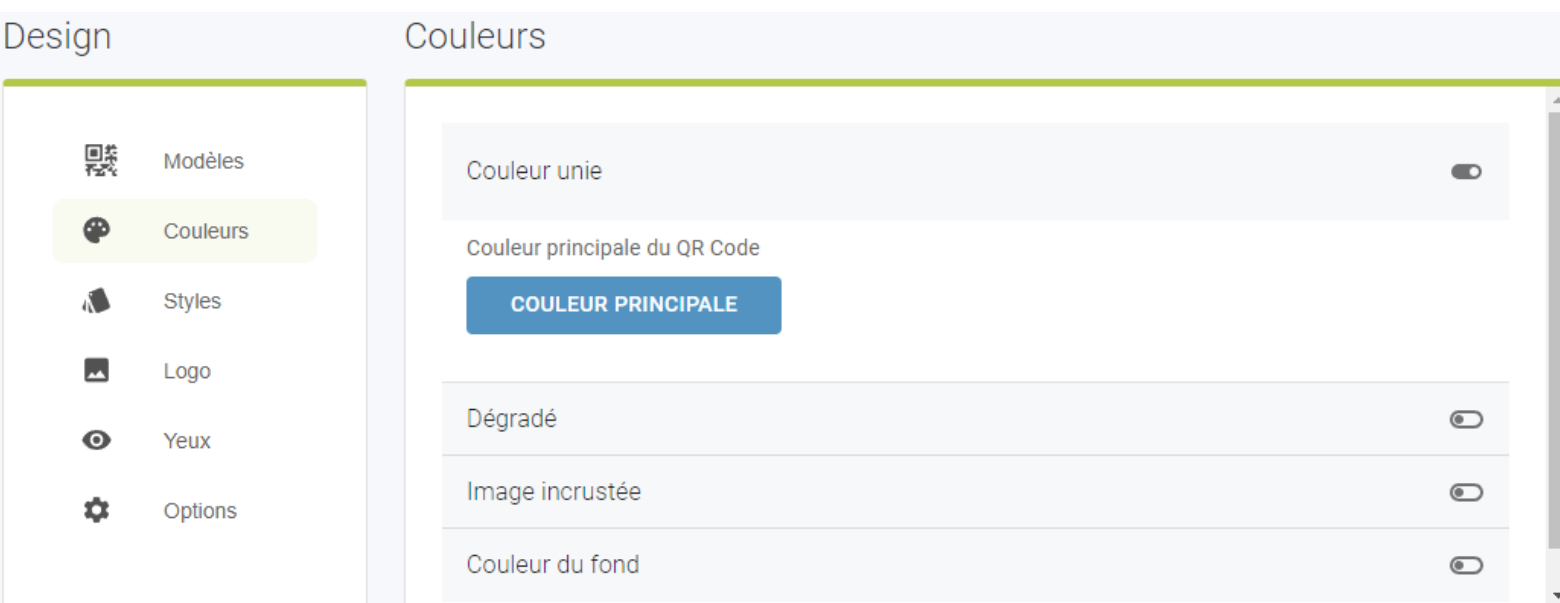 Design
Couleurs
Modèles
Couleurs
Styles
Logo
Yeux
Options
Couleur unie
Couleur principale du QR Code
COULEUR PRINCIPALE
Dégradé
Image incrustée
Couleur du fond